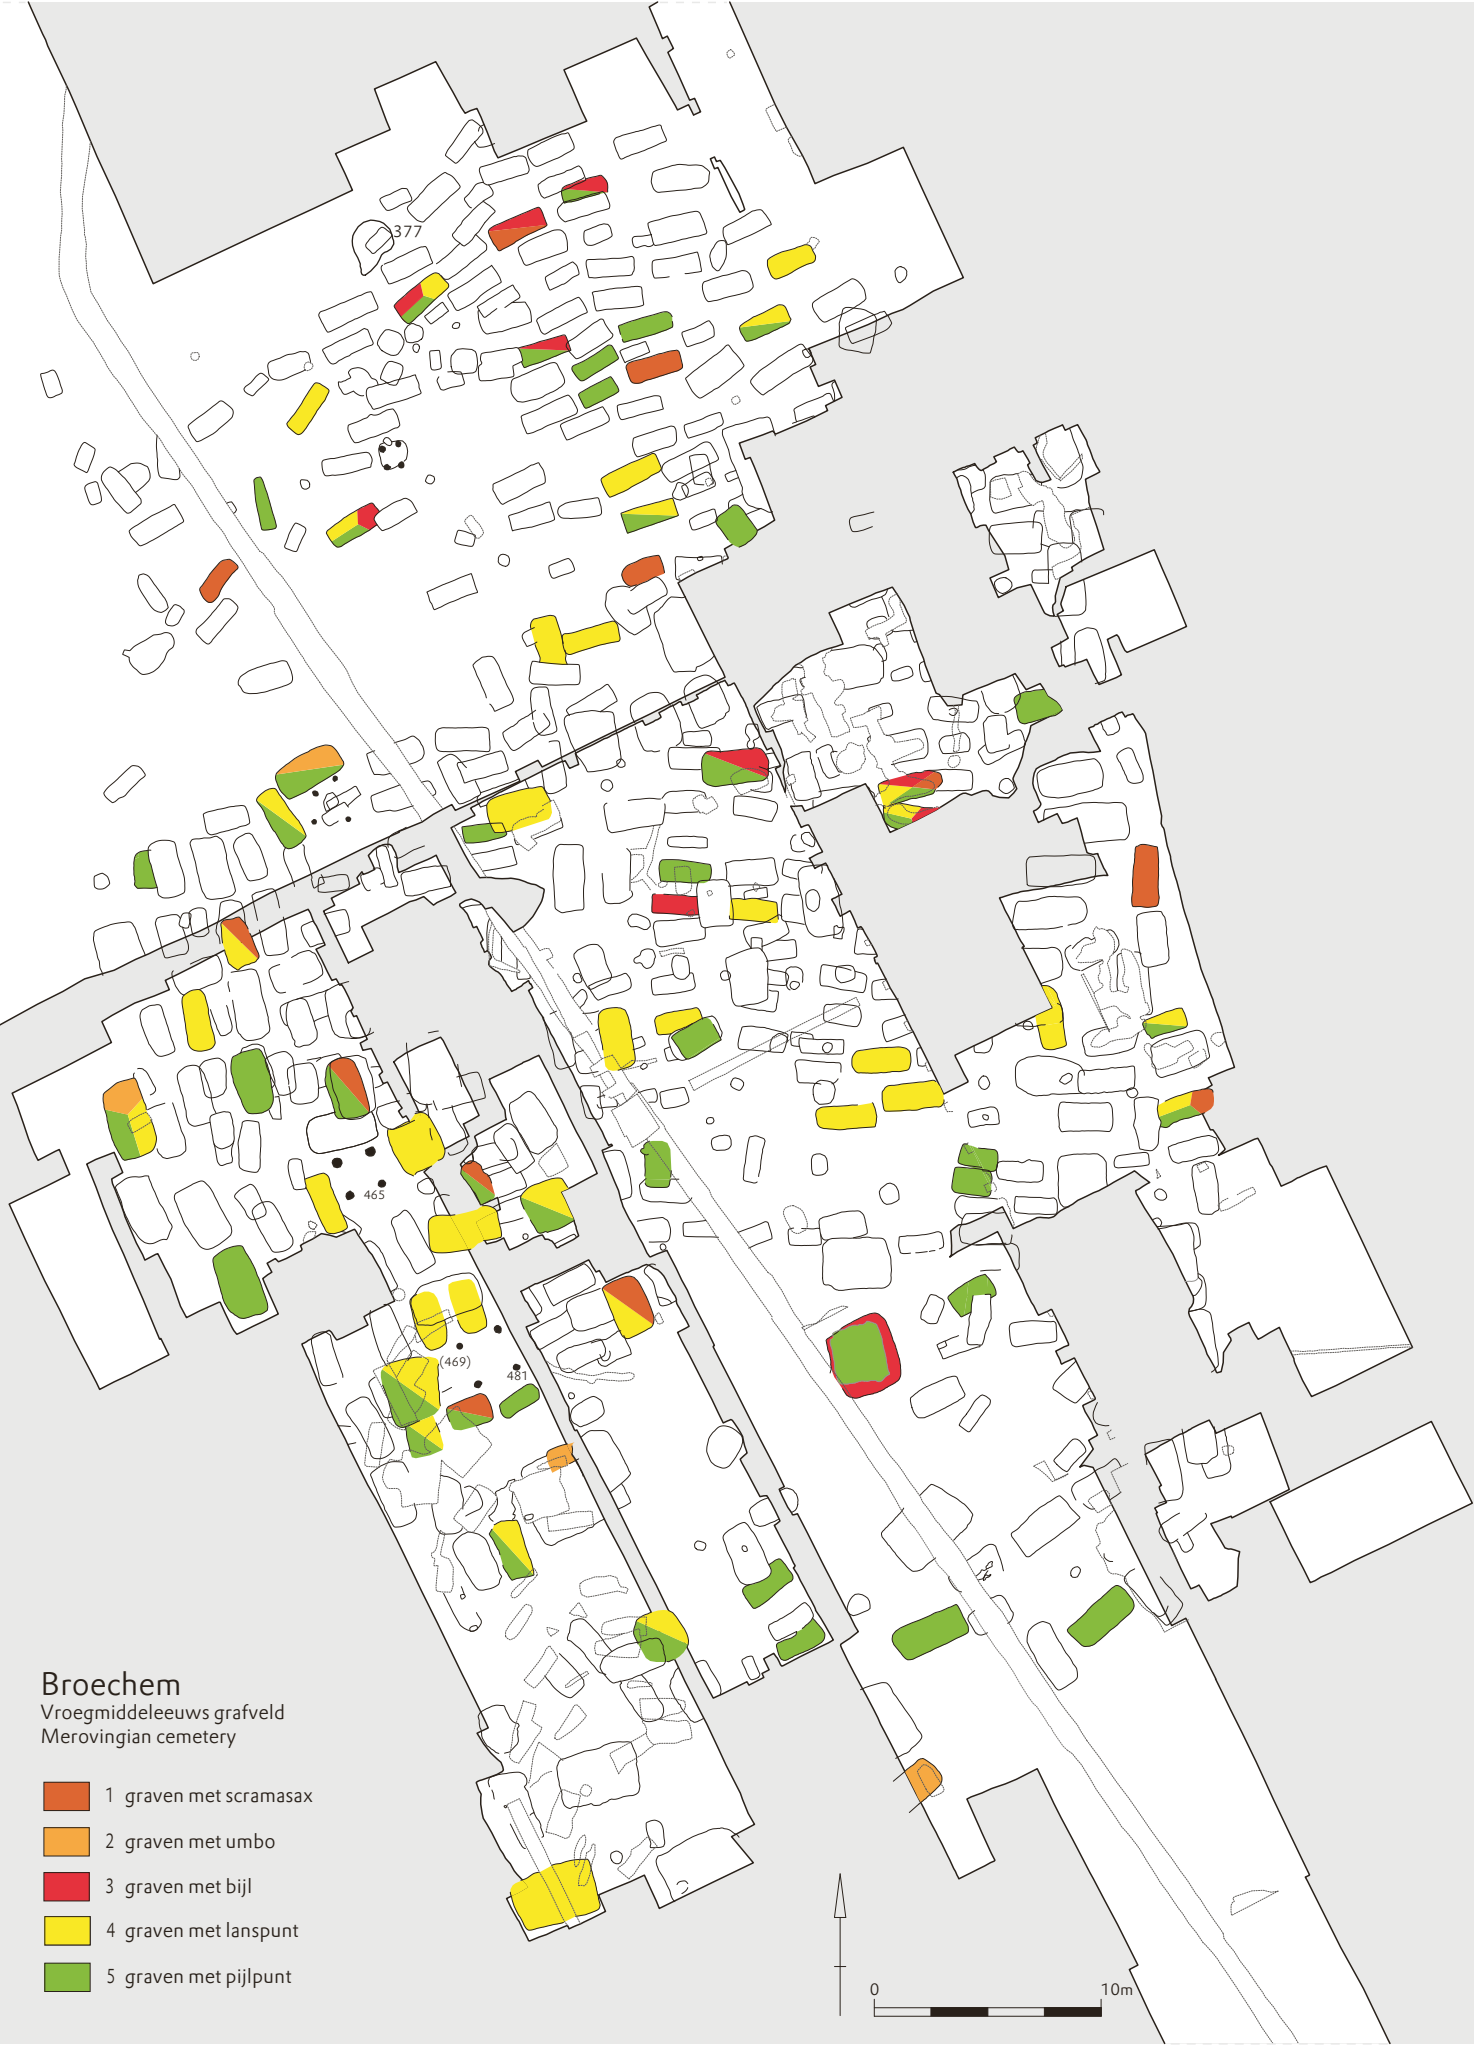 377
465
(469)
481
Broechem
Vroegmiddeleeuws grafveld
Merovingian cemetery
1 graven met scramasax
2 graven met umbo
3 graven met bijl
4 graven met lanspunt
5 graven met pijlpunt
0 10m